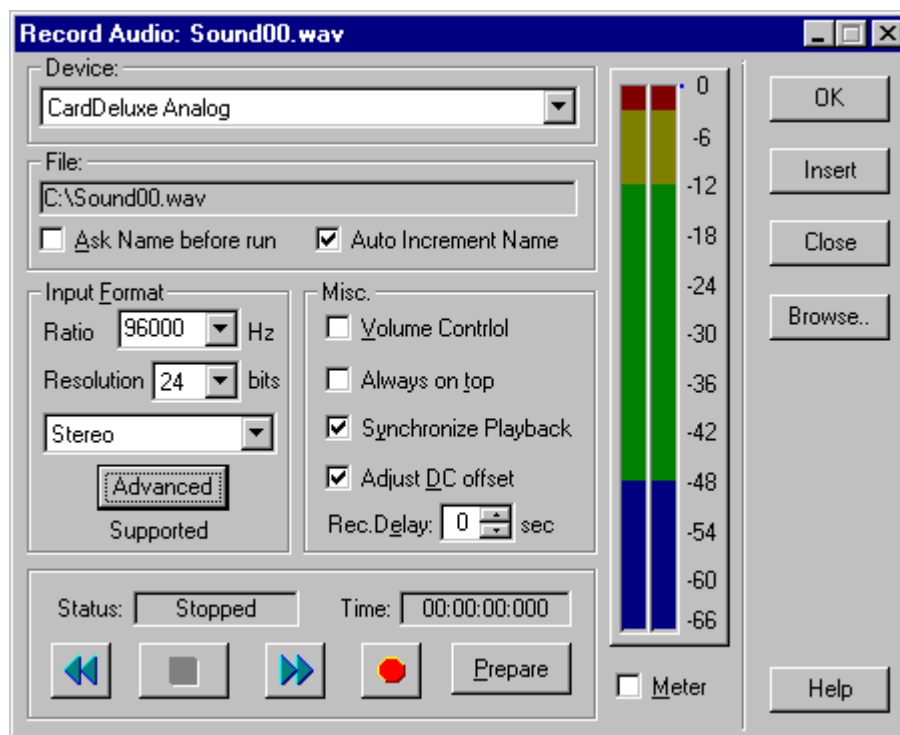 Record Audio: Sound00.wav
Device:
CardDeluxe Analog
File:
C:\Sound00.wav
Ask Name before run
Auto Increment Name
Input Format
Ratio 96000 Hz
Resolution 24 bits
Stereo
Advanced
Supported
Misc.
Volume Contrlol
Always on top
Synchronize Playback
Adjust DC offset
Rec.Delay: 0 sec
Status: Stopped Time: 00:00:00:000
Prepare
0
-6
-12
-18
-24
-30
-36
-42
-48
-54
-60
-66
Meter
OK
Insert
Close
Browse..
Help